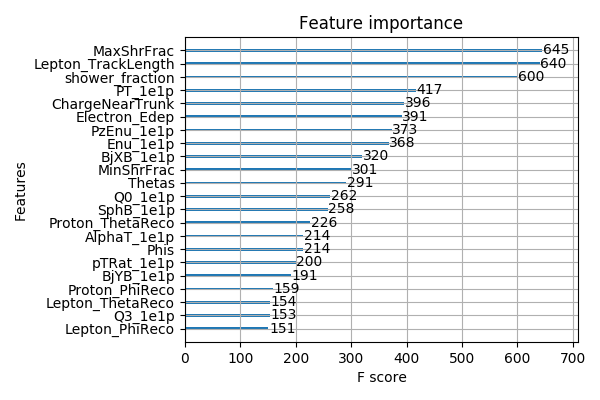 Feature importance
MaxShrFrac 645
Lepton_TrackLength 640
shower_fraction 600
PT_1e1p 417
ChargeNearTrunk 396
Electron_Edep 391
PzEnu_1e1p 373
Enu_1e1p 368
BjXB_1e1p 320
MinShrFrac 301
Thetas 291
Q0_1e1p 262
SphB_1e1p 258
Proton_ThetaReco 226
AlphaT_1e1p 214
Phis 214
pTRat_1e1p 200
BjYB_1e1p 191
Proton_PhiReco 159
Lepton_ThetaReco 154
Q3_1e1p 153
Lepton_PhiReco 151
Features
0 100 200 300 400 500 600 700
F score